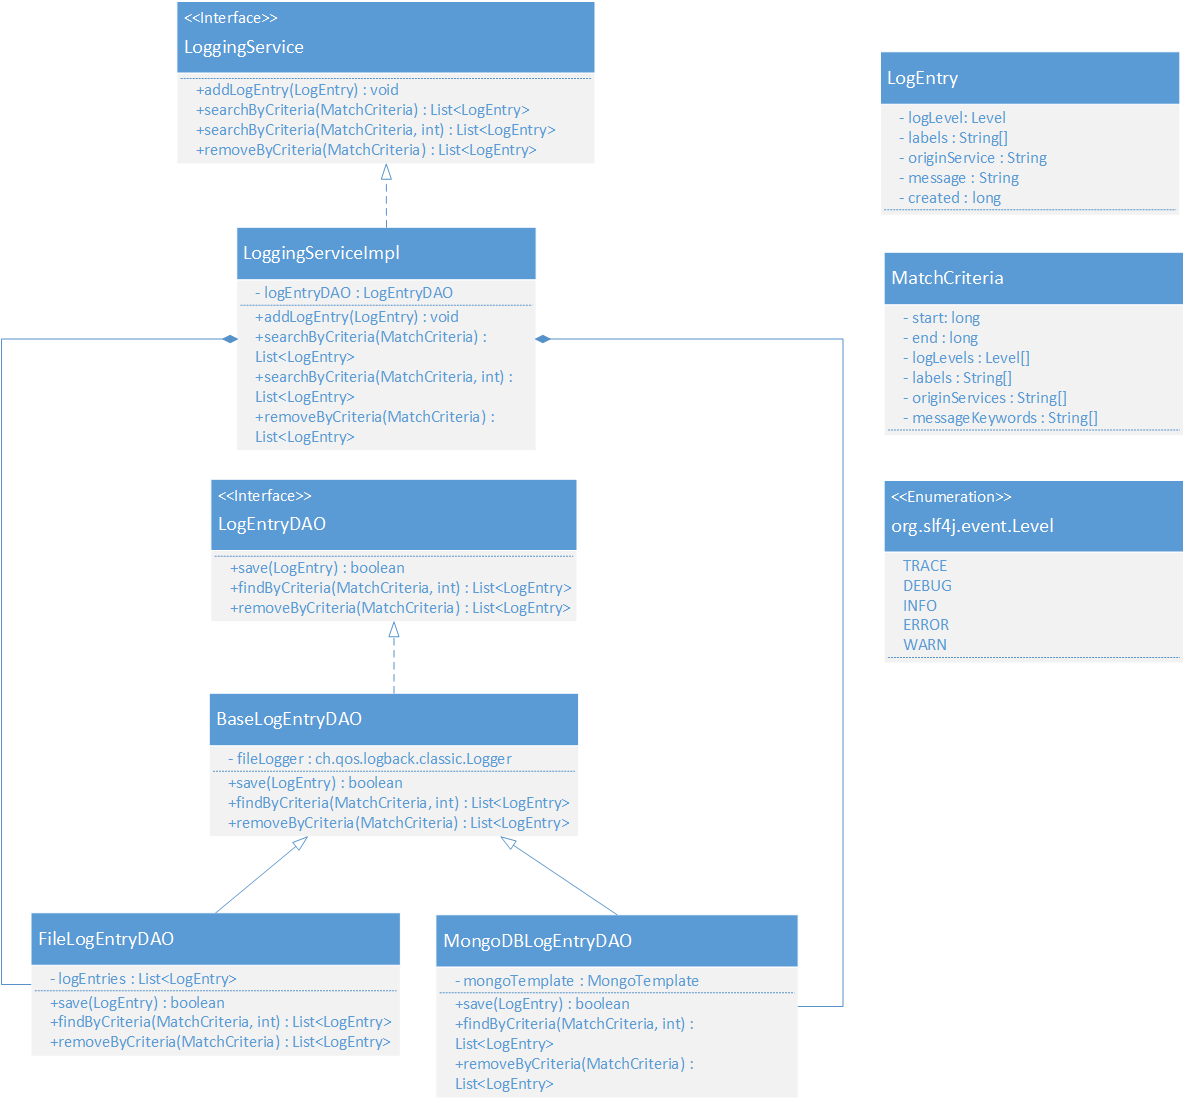 <<Interface>>
LoggingService
+addLogEntry(LogEntry) : void
+searchByCriteria(MatchCriteria) : List<LogEntry>
+searchByCriteria(MatchCriteria, int) : List<LogEntry>
+removeByCriteria(MatchCriteria) : List<LogEntry>
LoggingServiceImpl
- logEntryDAO : LogEntryDAO
+addLogEntry(LogEntry) : void
+searchByCriteria(MatchCriteria) :
List<LogEntry>
+searchByCriteria(MatchCriteria, int) :
List<LogEntry>
+removeByCriteria(MatchCriteria) :
List<LogEntry>
<<Interface>>
LogEntryDAO
+save(LogEntry) : boolean
+findByCriteria(MatchCriteria, int) : List<LogEntry>
+removeByCriteria(MatchCriteria) : List<LogEntry>
BaseLogEntryDAO
- fileLogger : ch.qos.logback.classic.Logger
+save(LogEntry) : boolean
+findByCriteria(MatchCriteria, int) : List<LogEntry>
+removeByCriteria(MatchCriteria) : List<LogEntry>
FileLogEntryDAO
- logEntries : List<LogEntry>
+save(LogEntry) : boolean
+findByCriteria(MatchCriteria, int) : List<LogEntry>
+removeByCriteria(MatchCriteria) : List<LogEntry>
MongoDBLogEntryDAO
- mongoTemplate : MongoTemplate
+save(LogEntry) : boolean
+findByCriteria(MatchCriteria, int) :
List<LogEntry>
+removeByCriteria(MatchCriteria) :
List<LogEntry>
LogEntry
- logLevel: Level
- labels : String[]
- originService : String
- message : String
- created : long
MatchCriteria
- start: long
- end : long
- logLevels : Level[]
- labels : String[]
- originServices : String[]
- messageKeywords : String[]
<<Enumeration>>
org.slf4j.event.Level
TRACE
DEBUG
INFO
ERROR
WARN